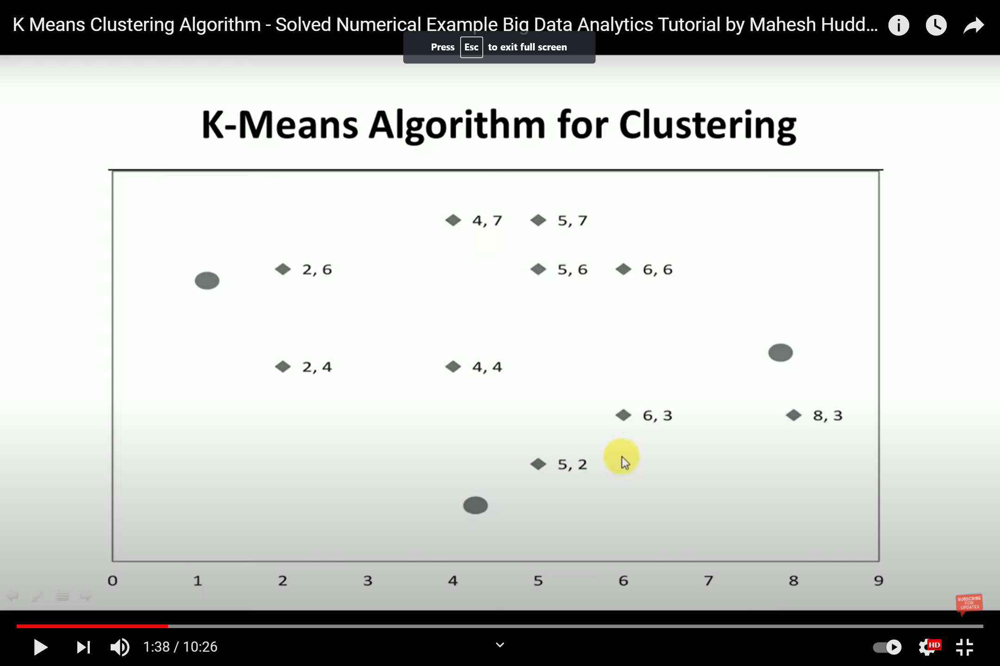 K Means Clustering Algorithm - Solved Numerical Example Big Data Analytics Tutorial by Mahesh Hudd...
Press Esc to exit full screen
K-Means Algorithm for Clustering
4, 7 5, 7
2, 6 5, 6 6, 6
2, 4 4, 4
6, 3 8, 3
5, 2
0 1 2 3 4 5 6 7 8 9
SUBSCRIBE
FOR
UPDATES
1:38 / 10:26
HD